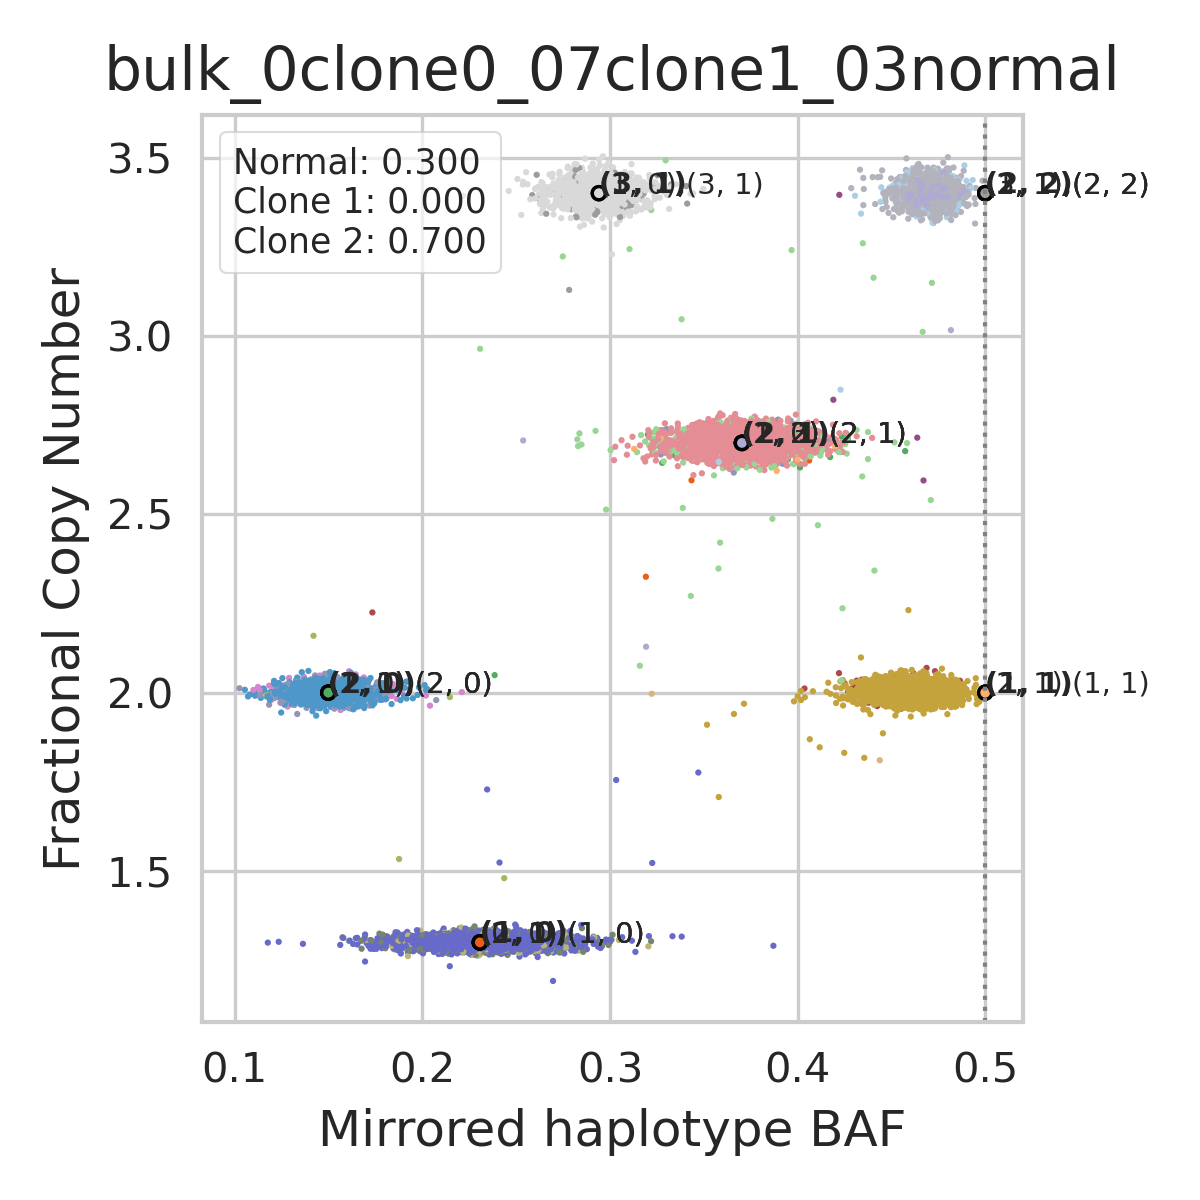 bulk_0clone0_07clone1_03normal
Normal: 0.300
Clone 1: 0.000
Clone 2: 0.700
3.5
3.0
2.5
2.0
1.5
Fractional Copy Number
(3, 1)
(2, 2)
(2, 1)
(2, 0)
(1, 1)
(1, 0)
0.1
0.2
0.3
0.4
0.5
Mirrored haplotype BAF